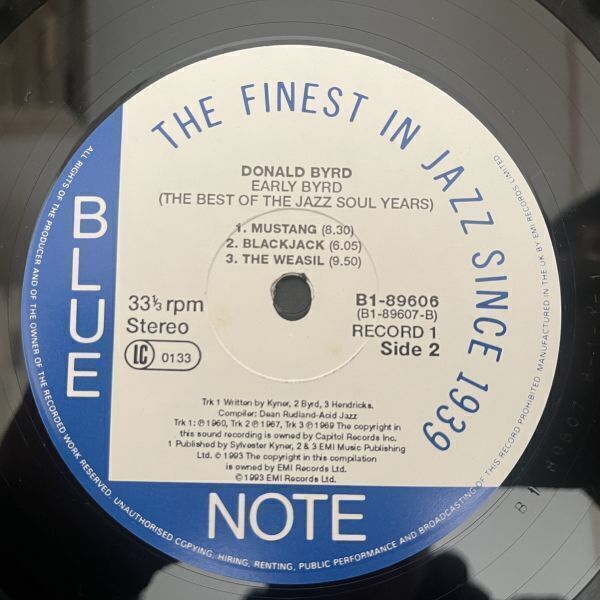 THE FINEST IN JAZZ SINCE 1939
DONALD BYRD
EARLY BYRD
(THE BEST OF THE JAZZ SOUL YEARS)
1. MUSTANG (8.30)
2. BLACKJACK (6.05)
3. THE WEASIL (9.50)
BLUE
33⅓ rpm
Stereo
LC 0133
B1-89606
(B1-89607-B)
RECORD 1
Side 2
Trk 1 Written by Kyner, 2 Byrd, 3 Hendricks.
Compiler: Dean Rudland-Acid Jazz
Trk 1: ℗1960, Trk 2 ℗1967, Trk 3 ℗1969 The copyright in
this sound recording is owned by Capitol Records Inc.
1 Published by Sylvester Kyner, 2 & 3 EMI Music Publishing
Ltd. ℗ 1993 The copyright in this compilation
is owned by EMI Records Ltd.
©1993 EMI Records Ltd.
NOTE
ALL RIGHTS OF THE PRODUCER AND OF THE OWNER OF THE RECORDED WORK RESERVED. UNAUTHORISED COPYING, HIRING, RENTING, PUBLIC PERFORMANCE AND BROADCASTING OF THIS RECORD PROHIBITED. MANUFACTURED IN THE UK BY EMI RECORDS LIMITED